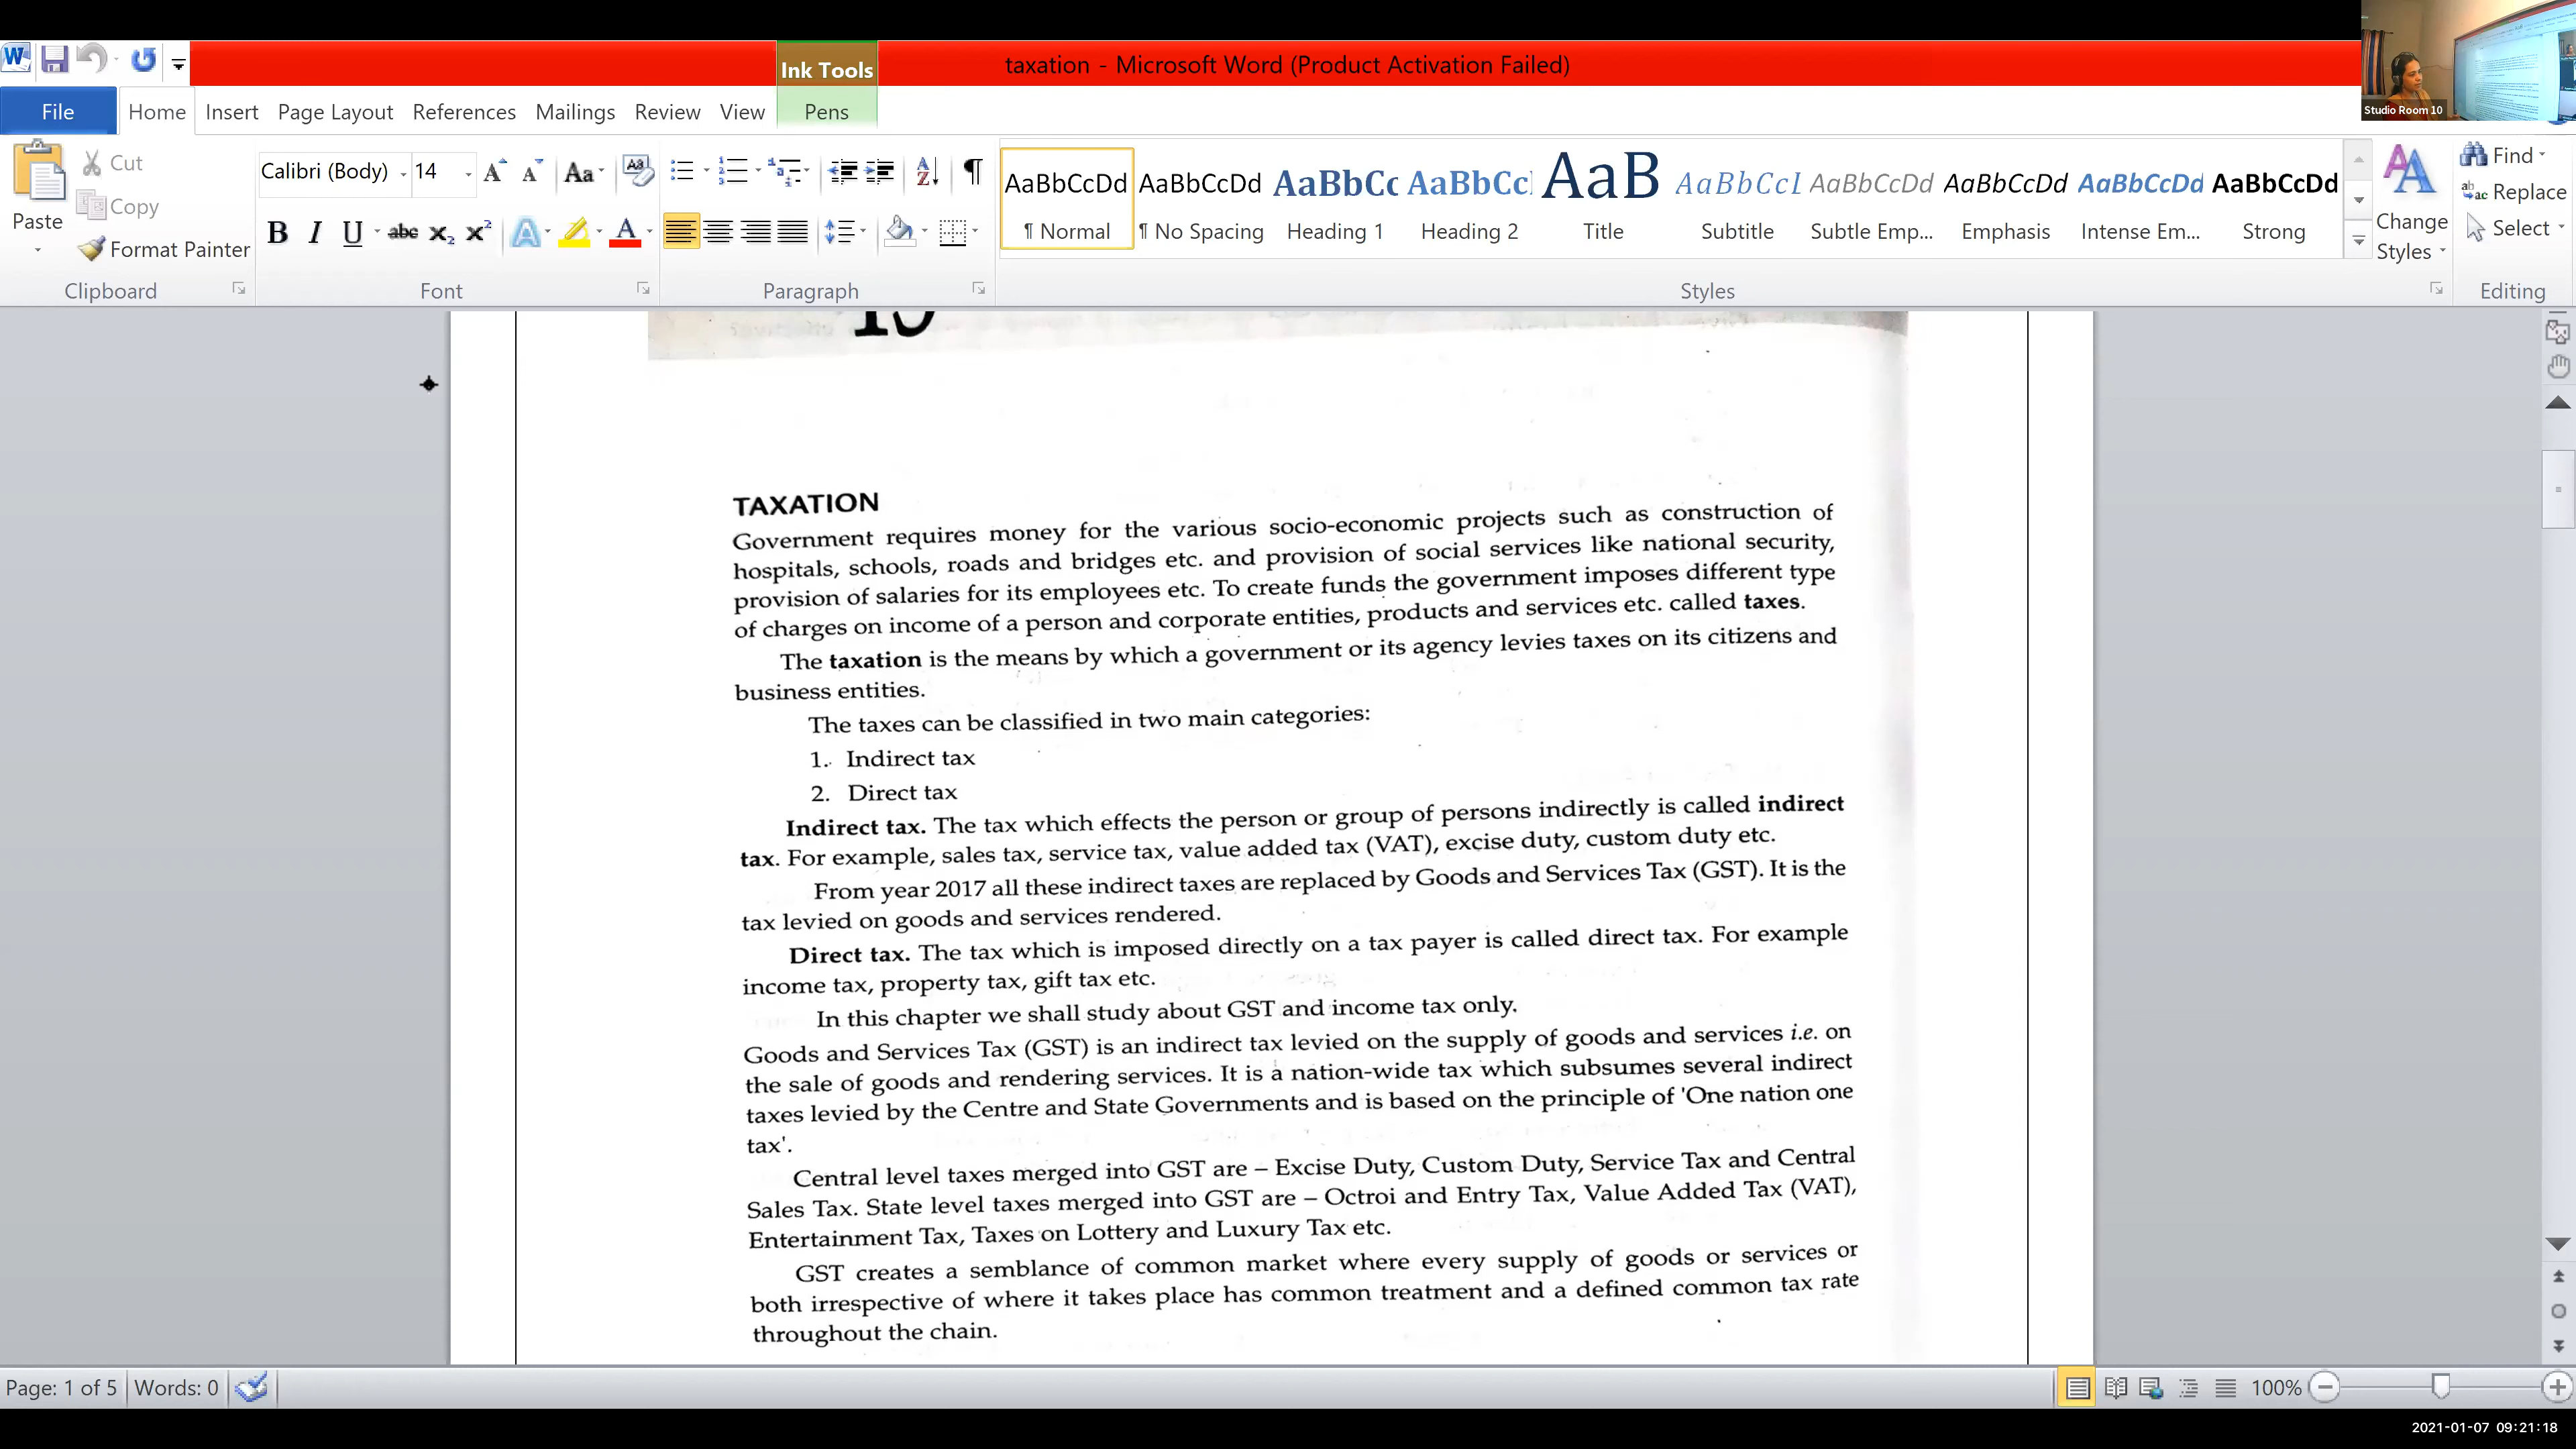 Ink Tools
taxation - Microsoft Word (Product Activation Failed)
Studio Room 10
File Home Insert Page Layout References Mailings Review View Pens
Paste
Cut
Copy
Format Painter
Clipboard
Calibri (Body) 14
Font
Paragraph
AaBbCcDd AaBbCcDd AaBbCc AaBbCc AaB AaBbCcI AaBbCcDd AaBbCcDd AaBbCcDd AaBbCcDd
¶ Normal ¶ No Spacing Heading 1 Heading 2 Title Subtitle Subtle Emp... Emphasis Intense Em... Strong
Styles
Change
Styles
Find
Replace
Select
Editing
TAXATION
Government requires money for the various socio-economic projects such as construction of
hospitals, schools, roads and bridges etc. and provision of social services like national security,
provision of salaries for its employees etc. To create funds the government imposes different type
of charges on income of a person and corporate entities, products and services etc. called taxes.
The taxation is the means by which a government or its agency levies taxes on its citizens and
business entities.
The taxes can be classified in two main categories:
1. Indirect tax
2. Direct tax
Indirect tax. The tax which effects the person or group of persons indirectly is called indirect
tax. For example, sales tax, service tax, value added tax (VAT), excise duty, custom duty etc.
From year 2017 all these indirect taxes are replaced by Goods and Services Tax (GST). It is the
tax levied on goods and services rendered.
Direct tax. The tax which is imposed directly on a tax payer is called direct tax. For example
income tax, property tax, gift tax etc.
In this chapter we shall study about GST and income tax only.
Goods and Services Tax (GST) is an indirect tax levied on the supply of goods and services i.e. on
the sale of goods and rendering services. It is a nation-wide tax which subsumes several indirect
taxes levied by the Centre and State Governments and is based on the principle of 'One nation one
tax'.
Central level taxes merged into GST are – Excise Duty, Custom Duty, Service Tax and Central
Sales Tax. State level taxes merged into GST are – Octroi and Entry Tax, Value Added Tax (VAT),
Entertainment Tax, Taxes on Lottery and Luxury Tax etc.
GST creates a semblance of common market where every supply of goods or services or
both irrespective of where it takes place has common treatment and a defined common tax rate
throughout the chain.
Page: 1 of 5 Words: 0 100%
2021-01-07 09:21:18